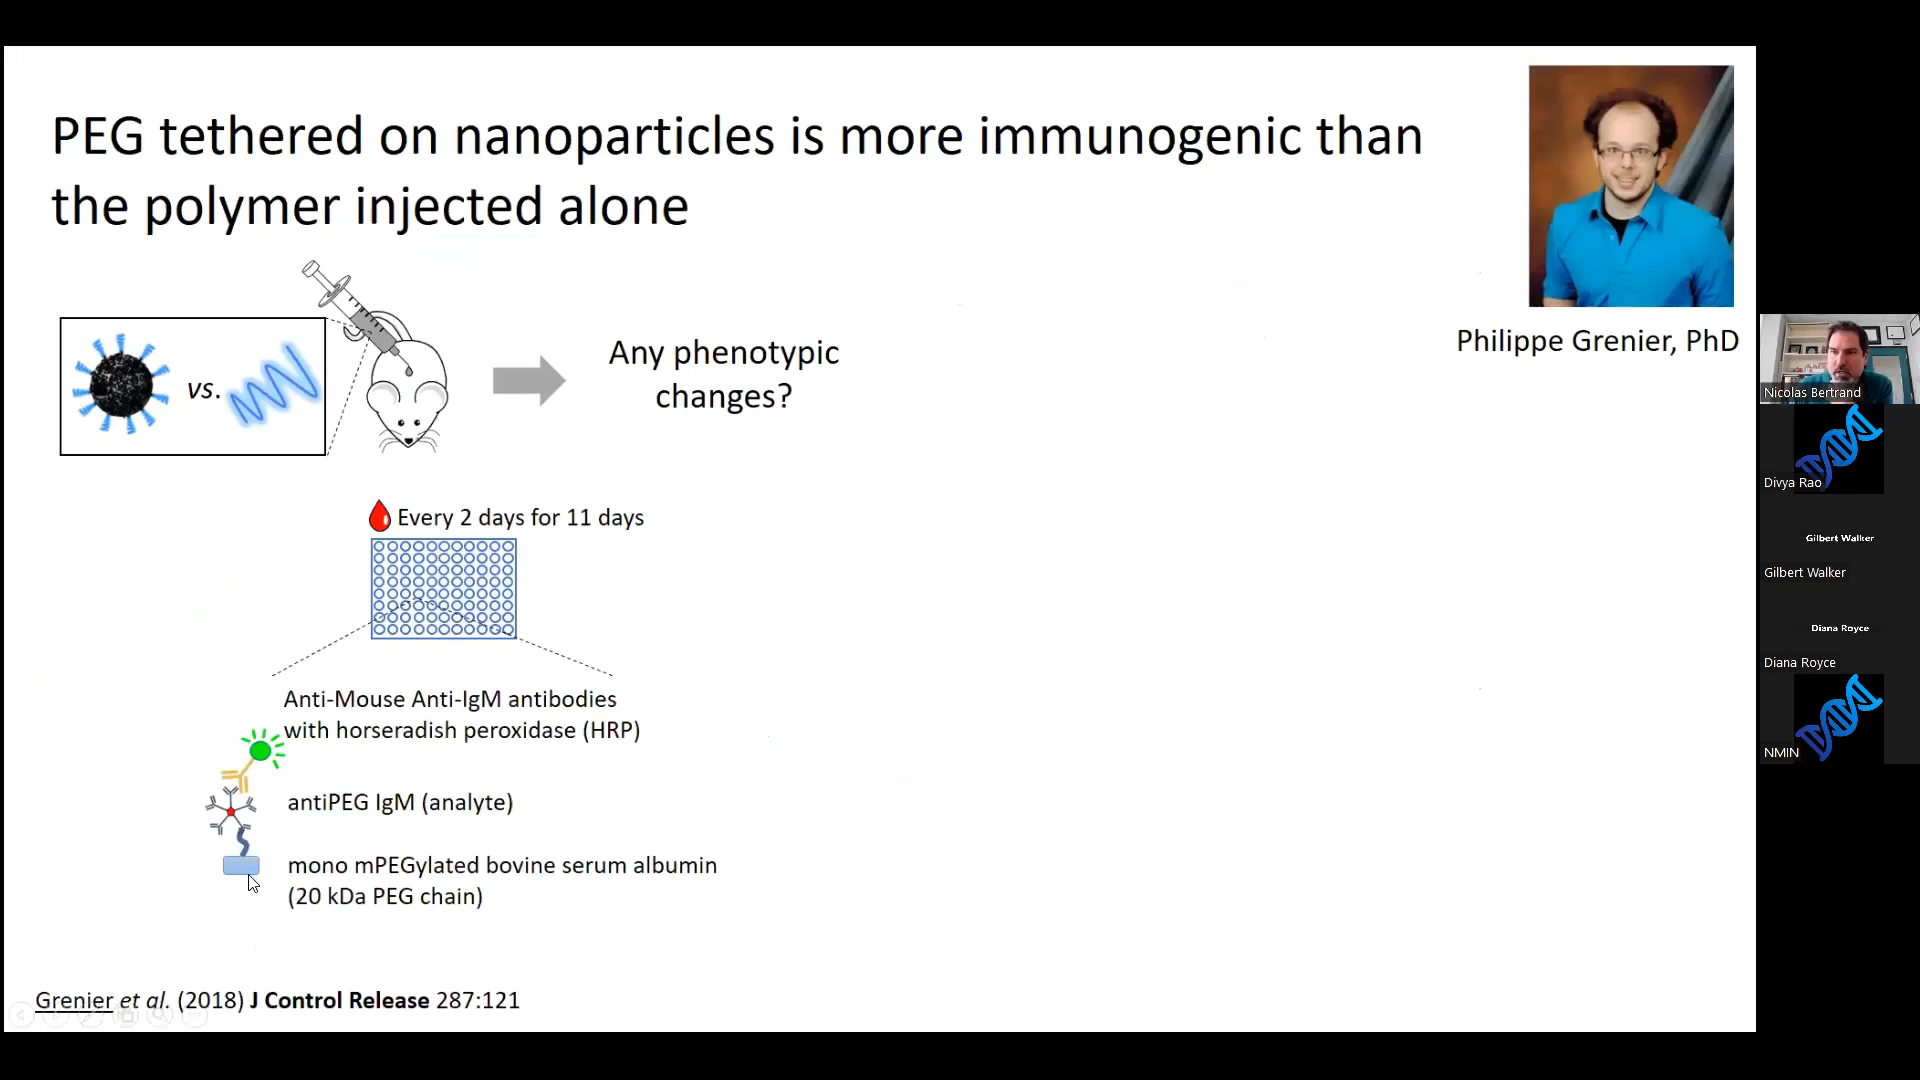 PEG tethered on nanoparticles is more immunogenic than
the polymer injected alone
vs.
Any phenotypic
changes?
Philippe Grenier, PhD
Every 2 days for 11 days
Anti-Mouse Anti-IgM antibodies
with horseradish peroxidase (HRP)
antiPEG IgM (analyte)
mono mPEGylated bovine serum albumin
(20 kDa PEG chain)
Grenier et al. (2018) J Control Release 287:121
Nicolas Bertrand
Divya Rao
Gilbert Walker
Gilbert Walker
Diana Royce
Diana Royce
NMIN